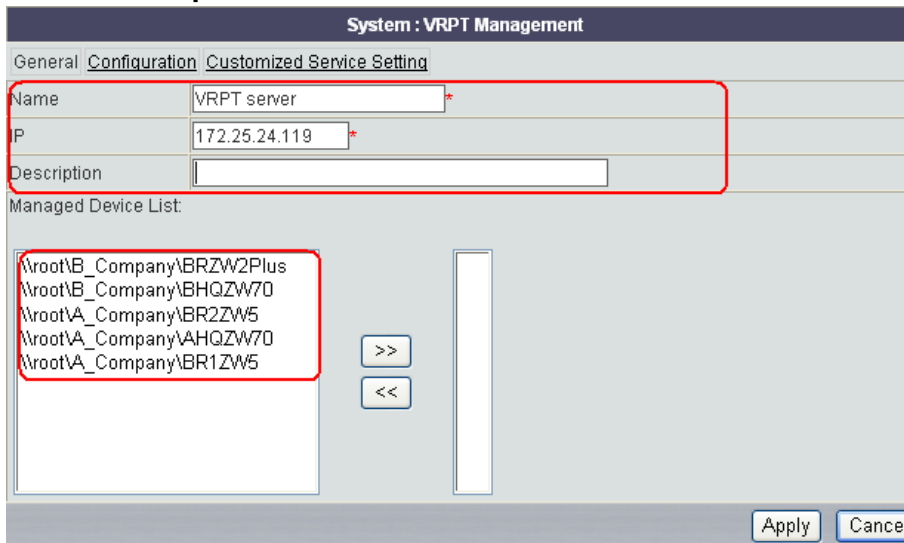 System : VRPT Management
General Configuration Customized Service Setting
Name VRPT server *
IP 172.25.24.119 *
Description
Managed Device List:
\\root\B_Company\BRZW2Plus
\\root\B_Company\BHQZW70
\\root\A_Company\BR2ZW5
\\root\A_Company\AHQZW70
\\root\A_Company\BR1ZW5
>>
<<
Apply Cance